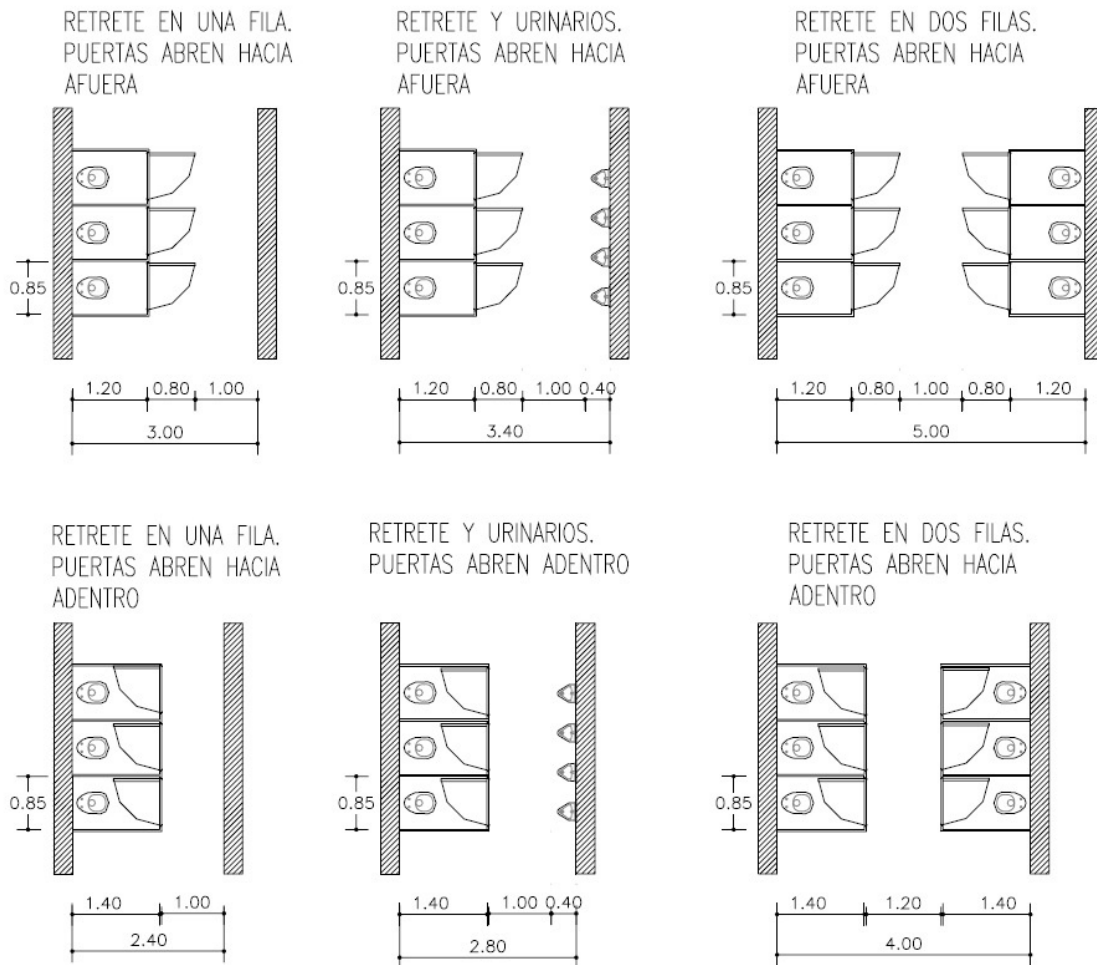 RETRETE EN UNA FILA.
PUERTAS ABREN HACIA
AFUERA
0.85
1.20 0.80 1.00
3.00
RETRETE Y URINARIOS.
PUERTAS ABREN HACIA
AFUERA
0.85
1.20 0.80 1.00 0.40
3.40
RETRETE EN DOS FILAS.
PUERTAS ABREN HACIA
AFUERA
0.85
1.20 0.80 1.00 0.80 1.20
5.00
RETRETE EN UNA FILA.
PUERTAS ABREN HACIA
ADENTRO
0.85
1.40 1.00
2.40
RETRETE Y URINARIOS.
PUERTAS ABREN ADENTRO
0.85
1.40 1.00 0.40
2.80
RETRETE EN DOS FILAS.
PUERTAS ABREN HACIA
ADENTRO
0.85
1.40 1.20 1.40
4.00